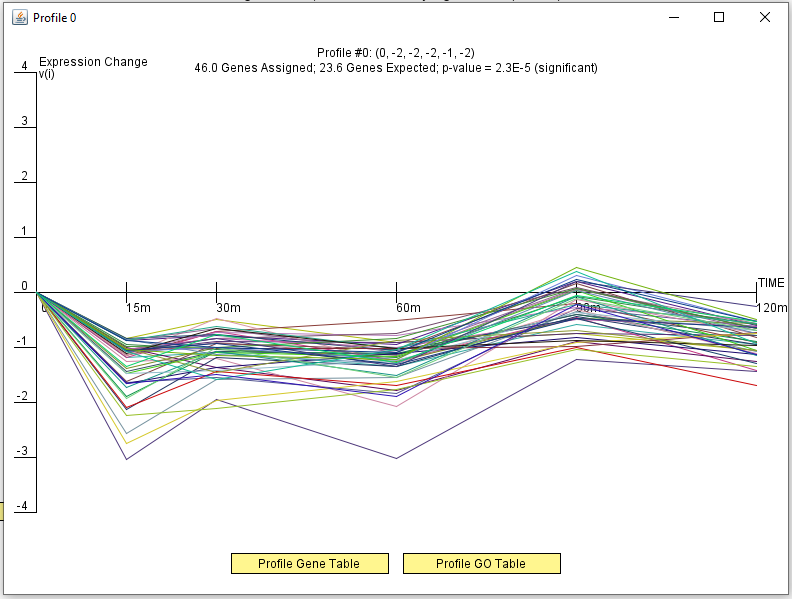 Profile 0
Profile #0: (0, -2, -2, -2, -1, -2)
Expression Change
46.0 Genes Assigned; 23.6 Genes Expected; p-value = 2.3E-5 (significant)
v(i)
4
3
2
1
0
TIME
15m
30m
60m
90m
120m
-1
-2
-3
-4
Profile Gene Table
Profile GO Table